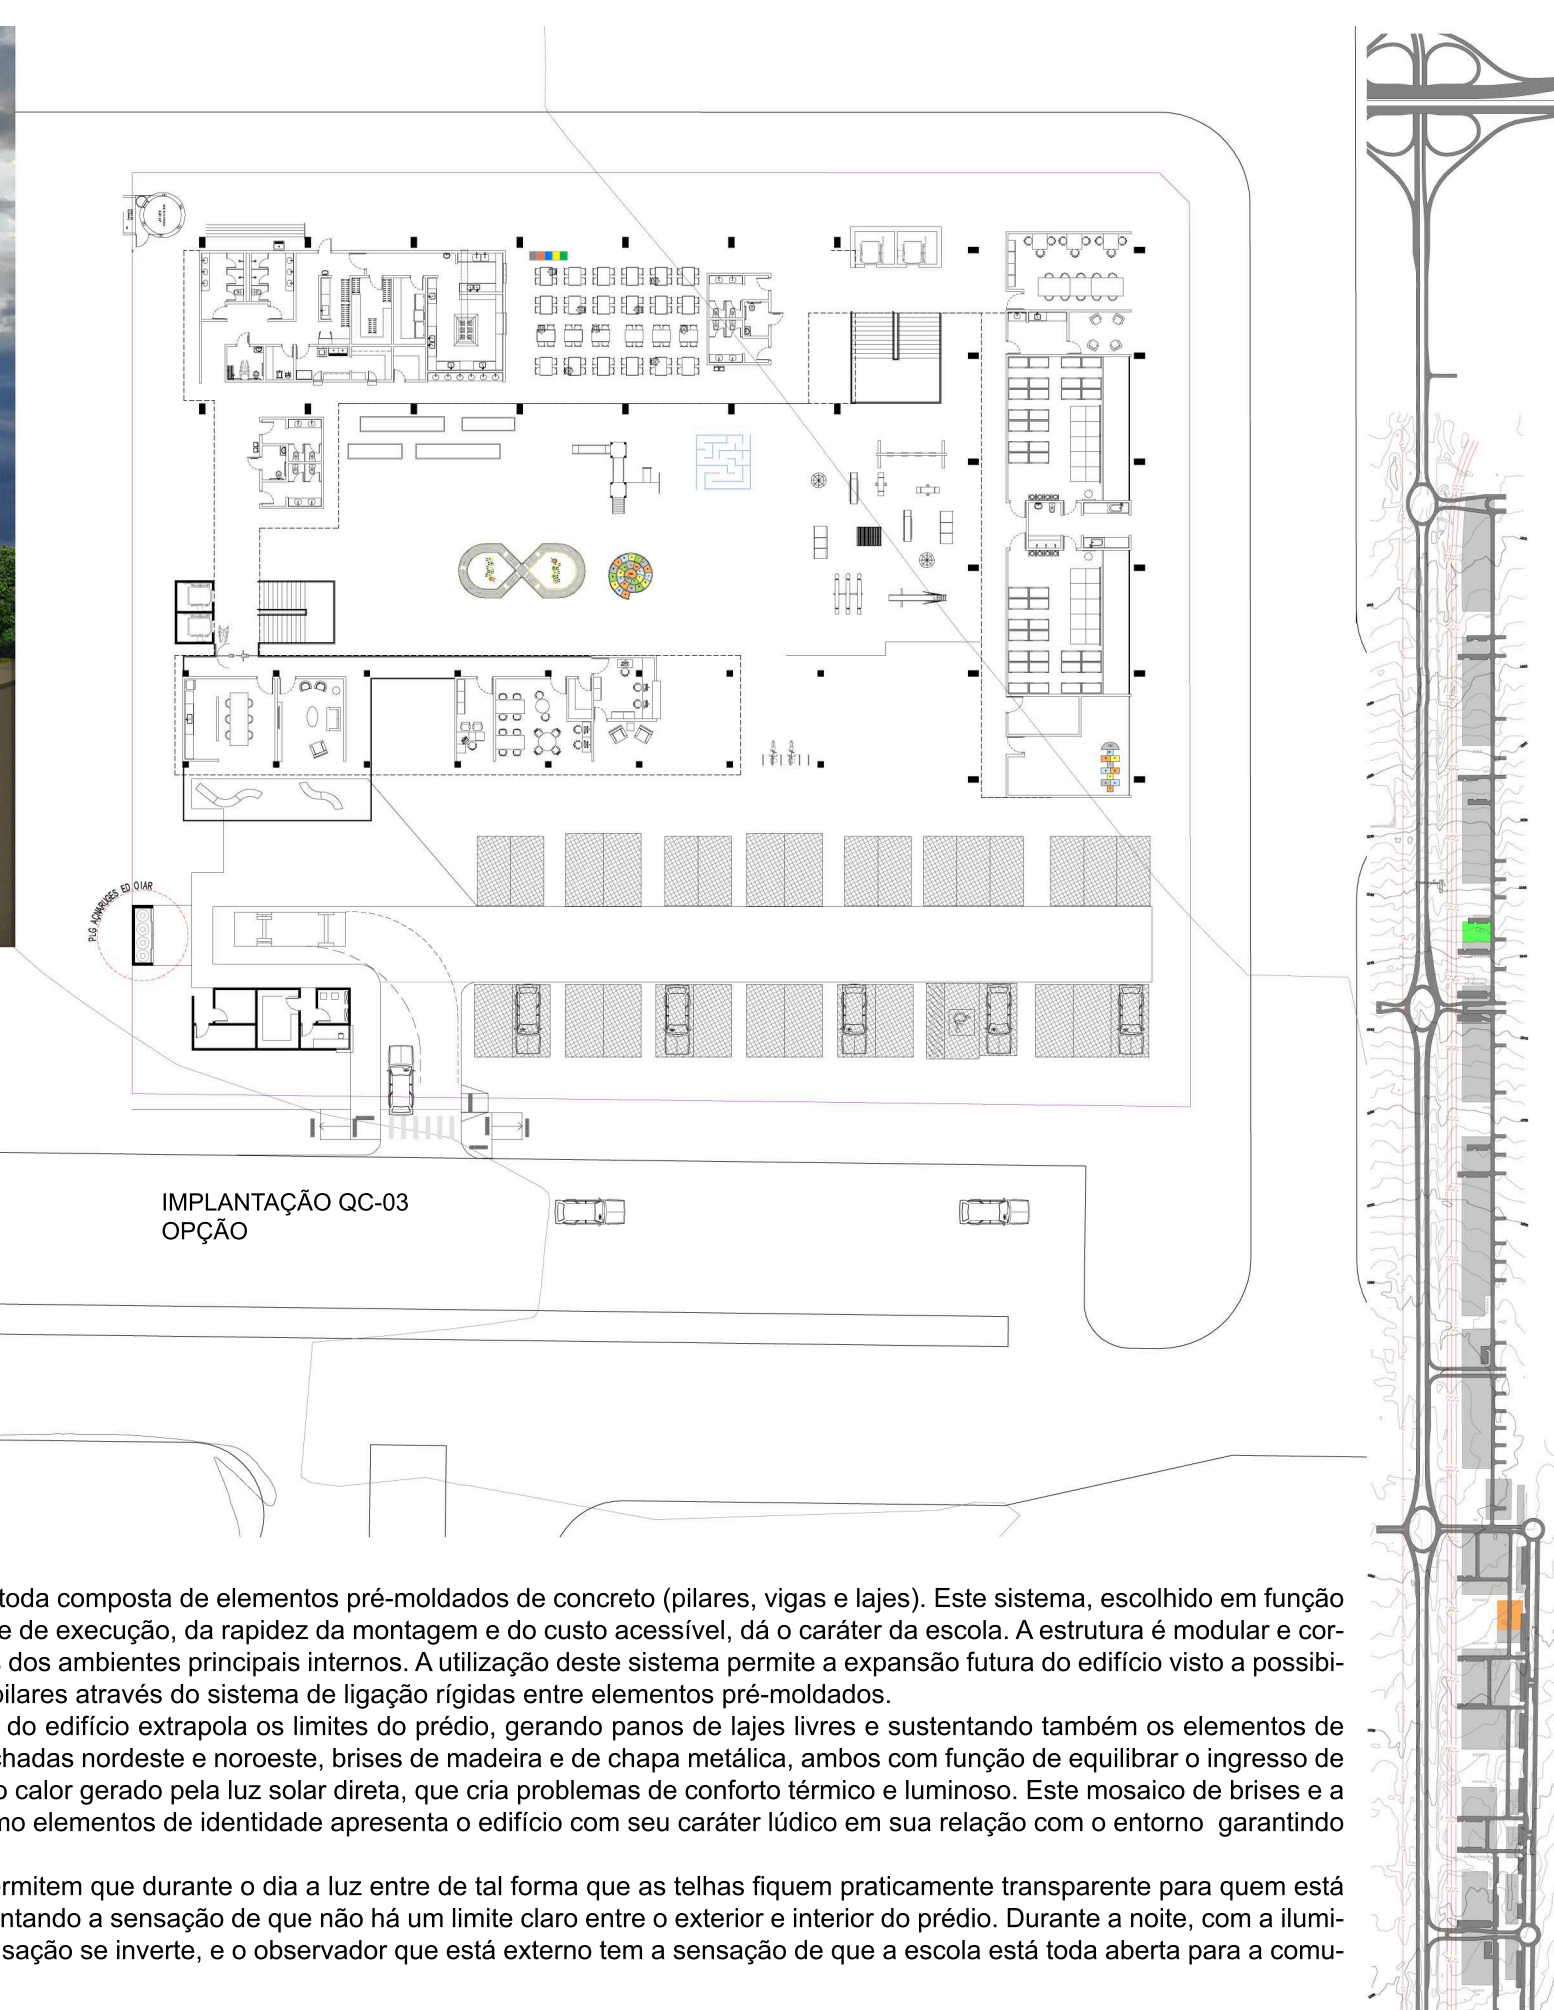 PLG AÇNARUGES ED OIAR
IMPLANTAÇÃO QC-03
OPÇÃO
toda composta de elementos pré-moldados de concreto (pilares, vigas e lajes). Este sistema, escolhido em função
e de execução, da rapidez da montagem e do custo acessível, dá o caráter da escola. A estrutura é modular e cor-
dos ambientes principais internos. A utilização deste sistema permite a expansão futura do edifício visto a possibi-
pilares através do sistema de ligação rígidas entre elementos pré-moldados.
do edifício extrapola os limites do prédio, gerando panos de lajes livres e sustentando também os elementos de
chadas nordeste e noroeste, brises de madeira e de chapa metálica, ambos com função de equilibrar o ingresso de
o calor gerado pela luz solar direta, que cria problemas de conforto térmico e luminoso. Este mosaico de brises e a
mo elementos de identidade apresenta o edifício com seu caráter lúdico em sua relação com o entorno garantindo
ermitem que durante o dia a luz entre de tal forma que as telhas fiquem praticamente transparente para quem está
ntando a sensação de que não há um limite claro entre o exterior e interior do prédio. Durante a noite, com a ilumi-
sação se inverte, e o observador que está externo tem a sensação de que a escola está toda aberta para a comu-